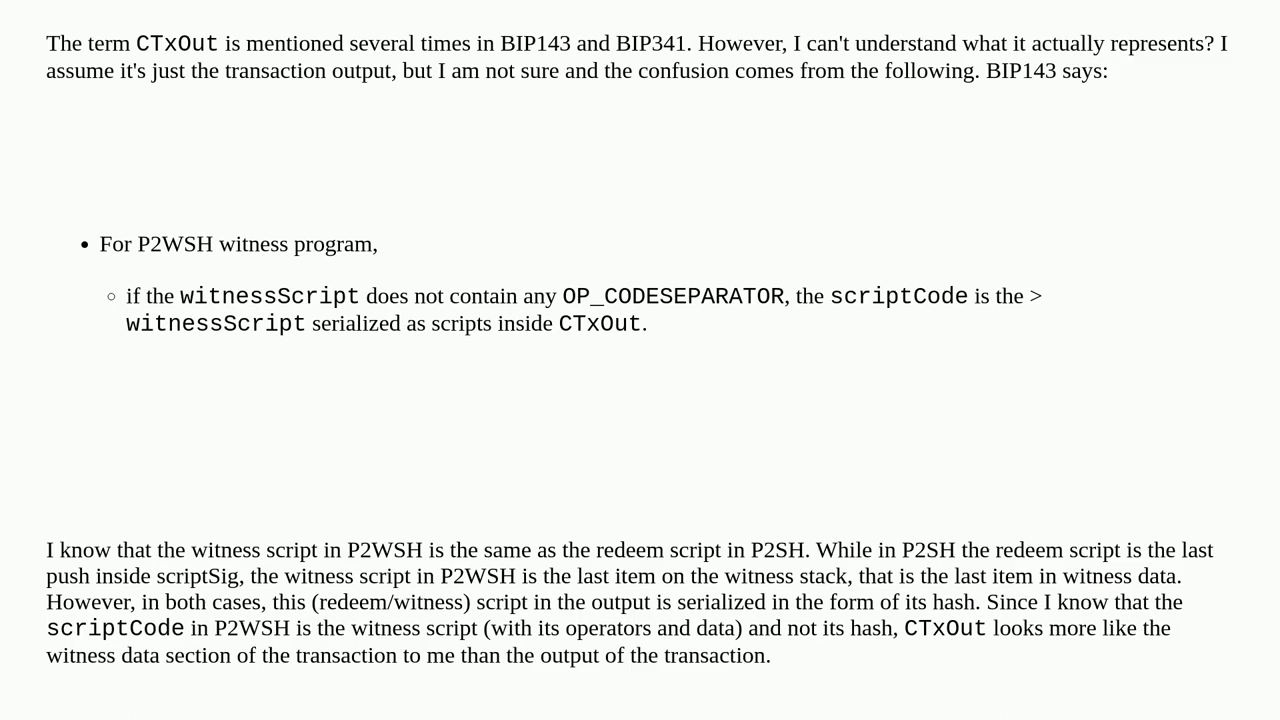 The term CTxOut is mentioned several times in BIP143 and BIP341. However, I can't understand what it actually represents? I
assume it's just the transaction output, but I am not sure and the confusion comes from the following. BIP143 says:
• For P2WSH witness program,
◦ if the witnessScript does not contain any OP_CODESEPARATOR, the scriptCode is the >
witnessScript serialized as scripts inside CTxOut.
I know that the witness script in P2WSH is the same as the redeem script in P2SH. While in P2SH the redeem script is the last
push inside scriptSig, the witness script in P2WSH is the last item on the witness stack, that is the last item in witness data.
However, in both cases, this (redeem/witness) script in the output is serialized in the form of its hash. Since I know that the
scriptCode in P2WSH is the witness script (with its operators and data) and not its hash, CTxOut looks more like the
witness data section of the transaction to me than the output of the transaction.